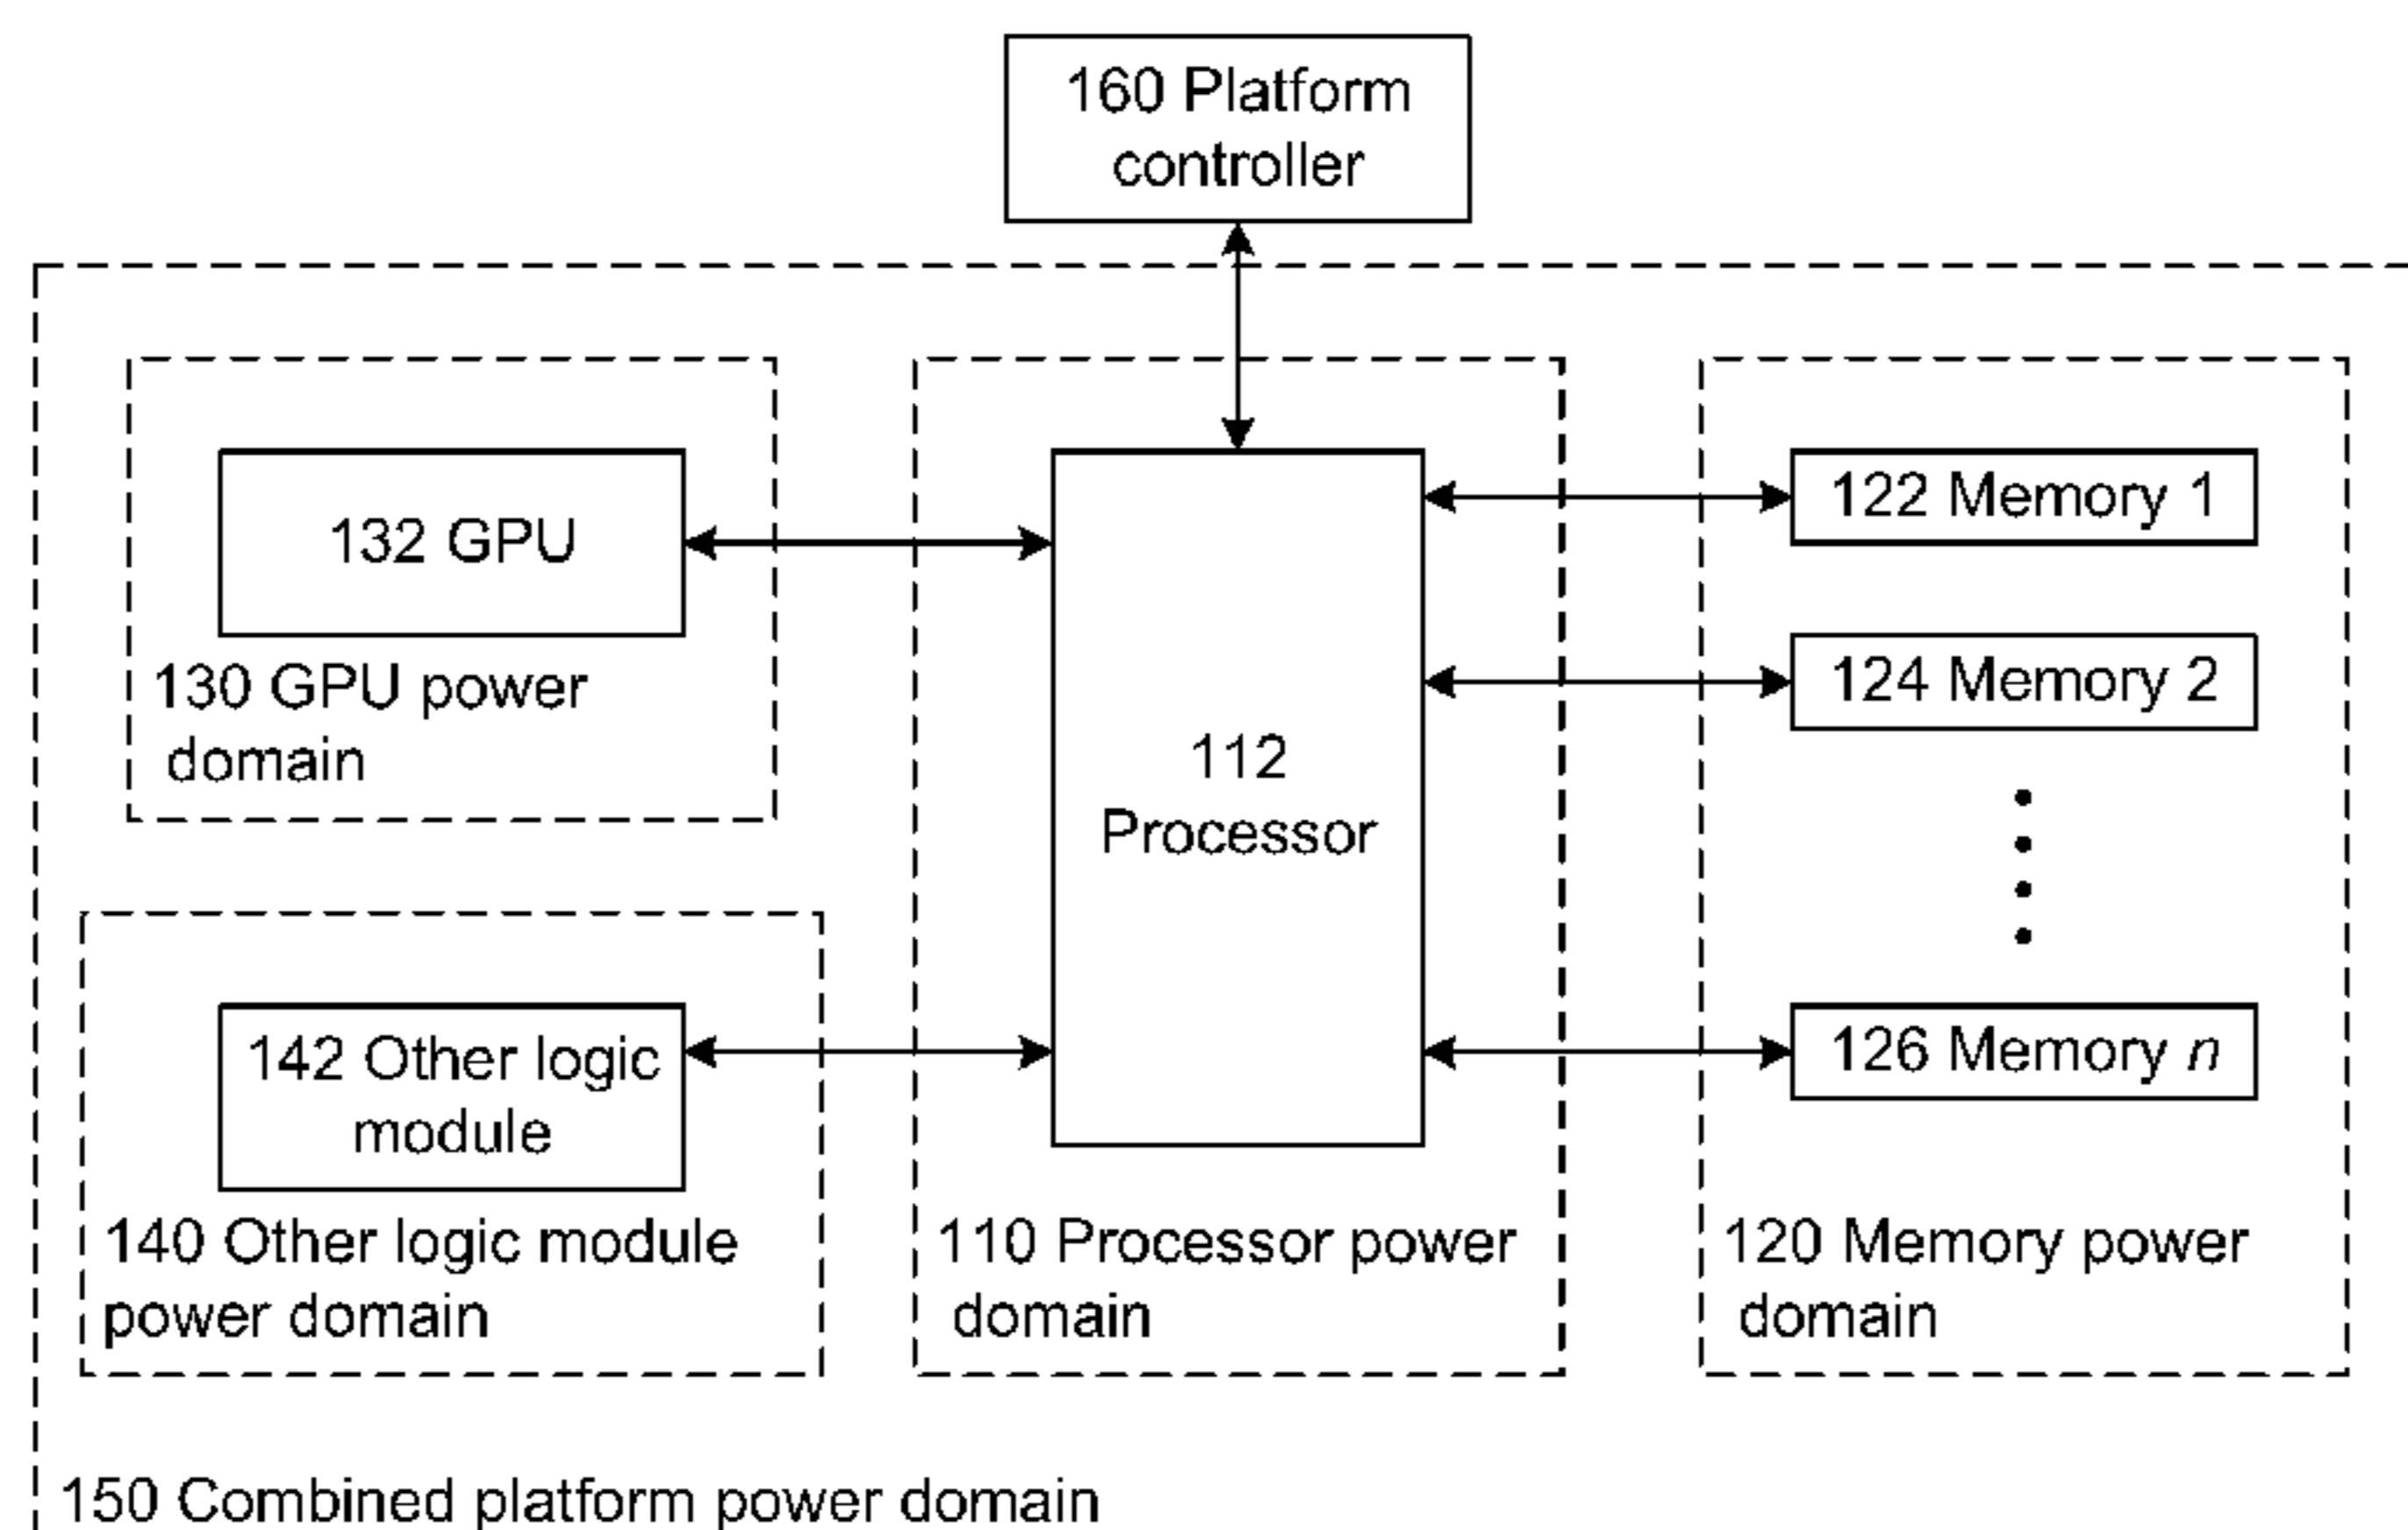 160 Platform
controller
132 GPU
130 GPU power
domain
112
Processor
122 Memory 1
124 Memory 2
126 Memory n
142 Other logic
module
140 Other logic module
power domain
110 Processor power
domain
120 Memory power
domain
150 Combined platform power domain